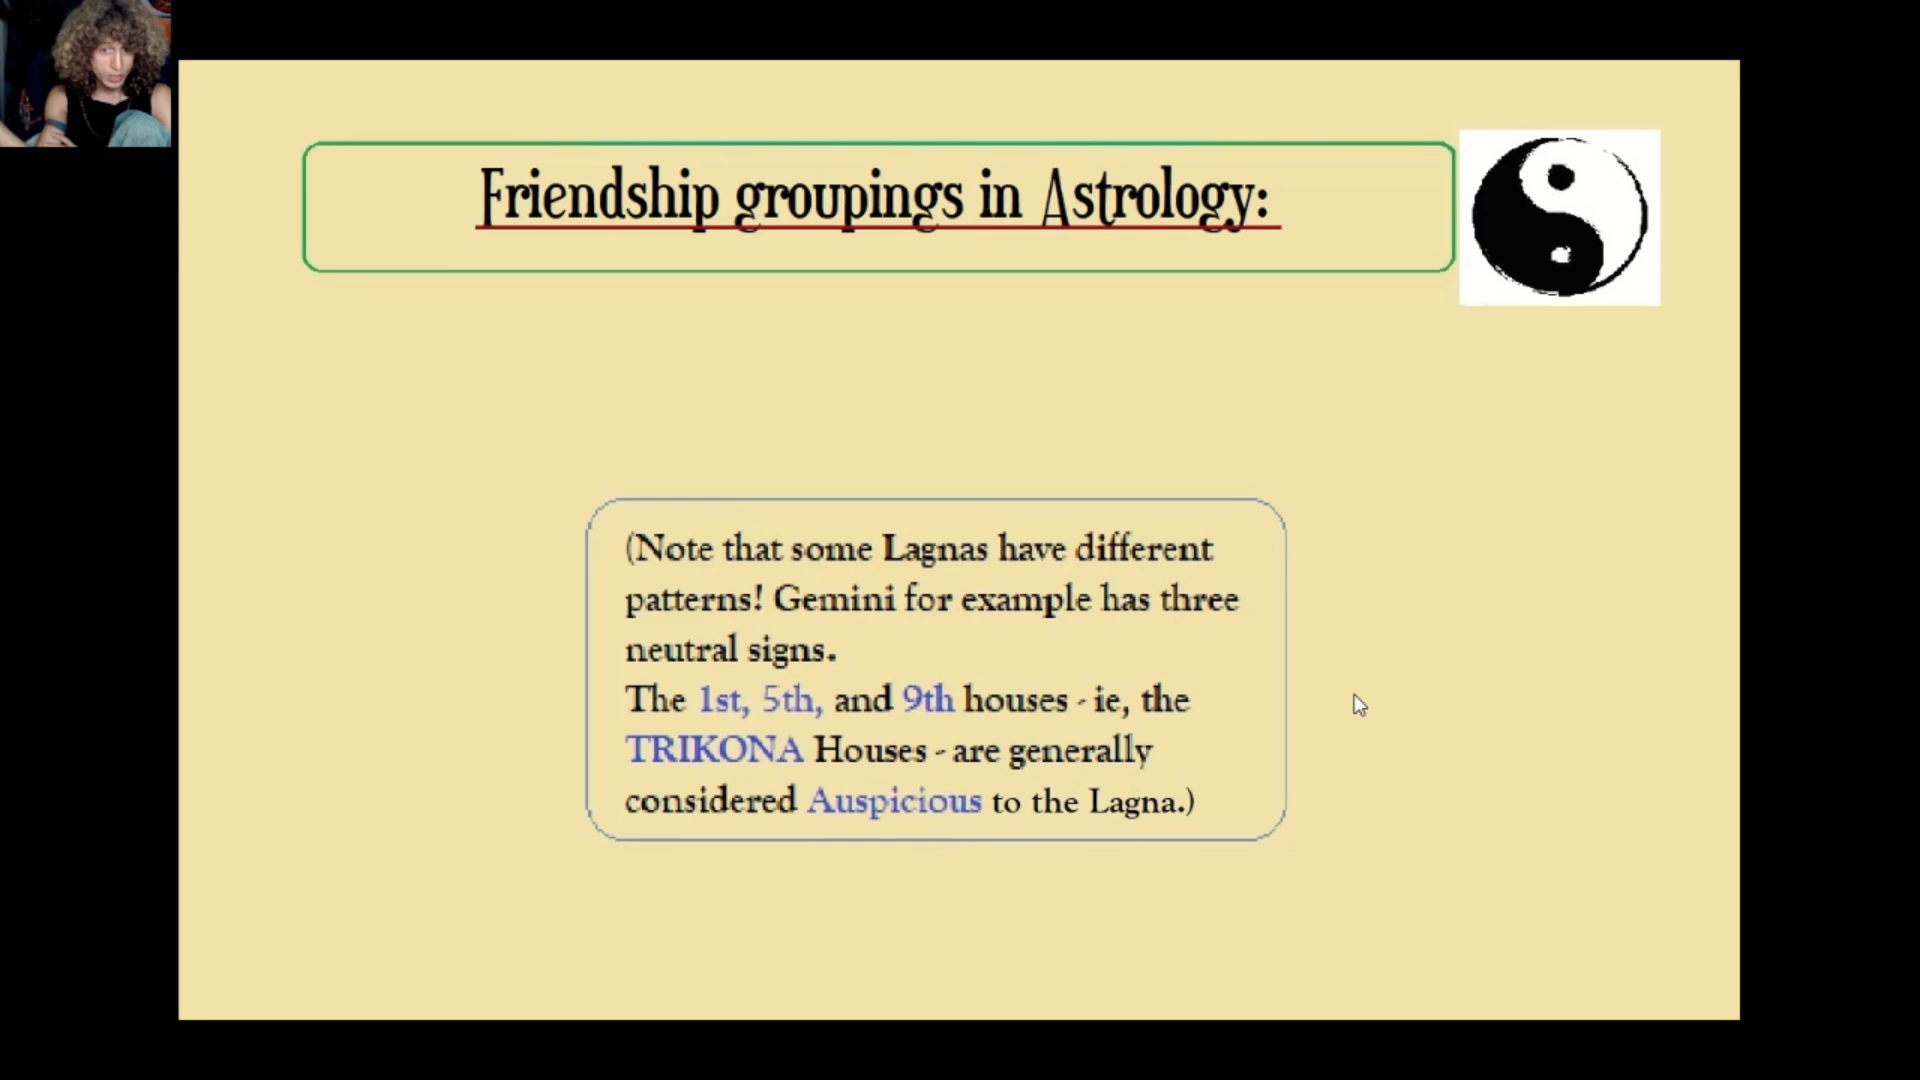 Friendship groupings in Astrology:
(Note that some Lagnas have different
patterns! Gemini for example has three
neutral signs.
The 1st, 5th, and 9th houses - ie, the
TRIKONA Houses - are generally
considered Auspicious to the Lagna.)